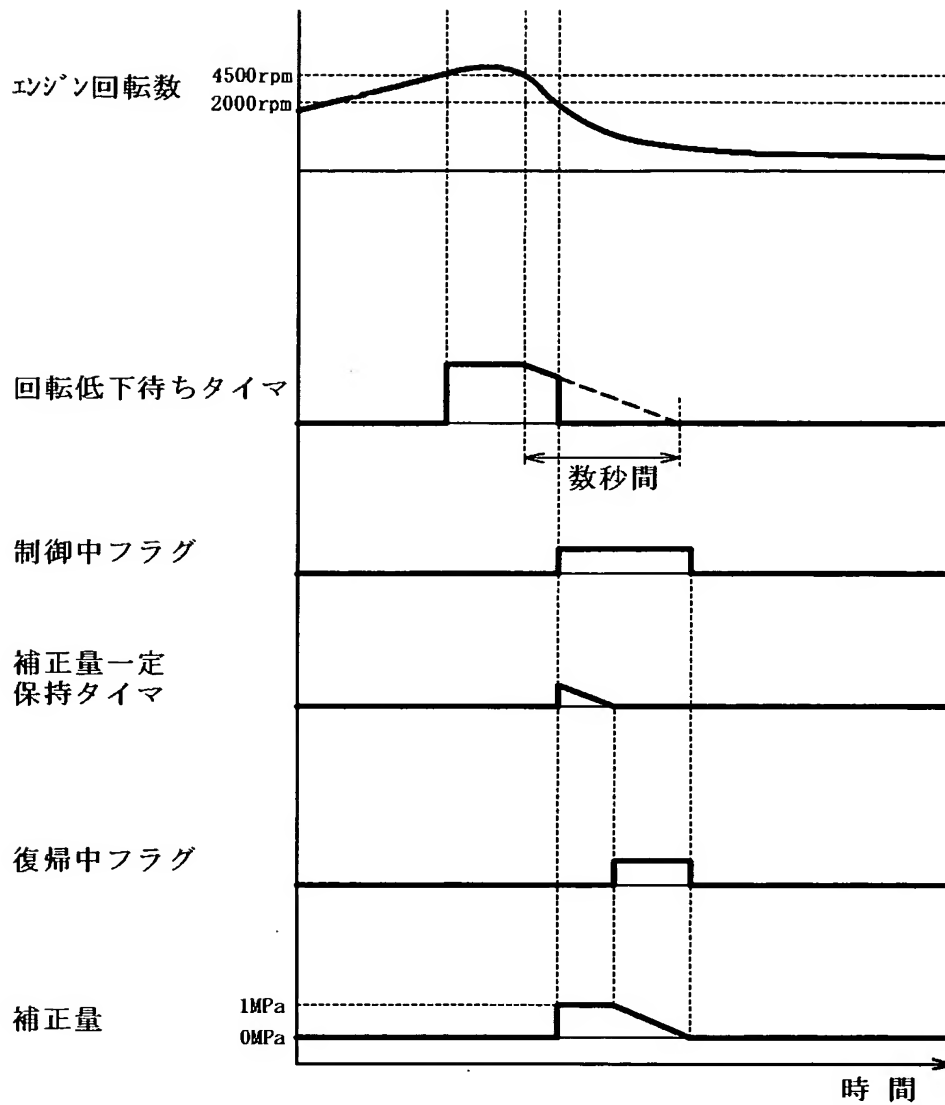 エンジン回転数
4500rpm
2000rpm
回転低下待ちタイマ
数秒間
制御中フラグ
補正量一定
保持タイマ
復帰中フラグ
補正量
1MPa
0MPa
時 間